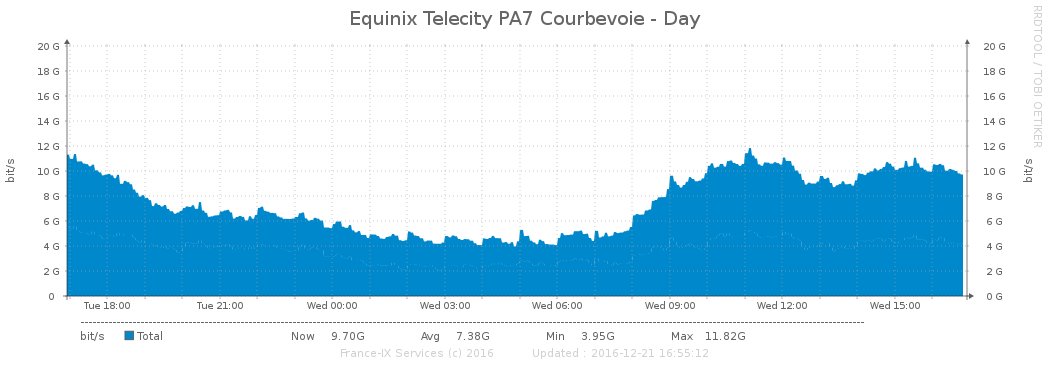 Equinix Telecity PA7 Courbevoie - Day
RRDTOOL / TOBI OETIKER
20 G 20 G
18 G 18 G
16 G 16 G
14 G 14 G
12 G 12 G
10 G 10 G
8 G 8 G
6 G 6 G
4 G 4 G
2 G 2 G
0 0 G
bit/s
bit/s
Tue 18:00 Tue 21:00 Wed 00:00 Wed 03:00 Wed 06:00 Wed 09:00 Wed 12:00 Wed 15:00
bit/s Total Now 9.70G Avg 7.38G Min 3.95G Max 11.82G
France-IX Services (c) 2016 Updated : 2016-12-21 16:55:12